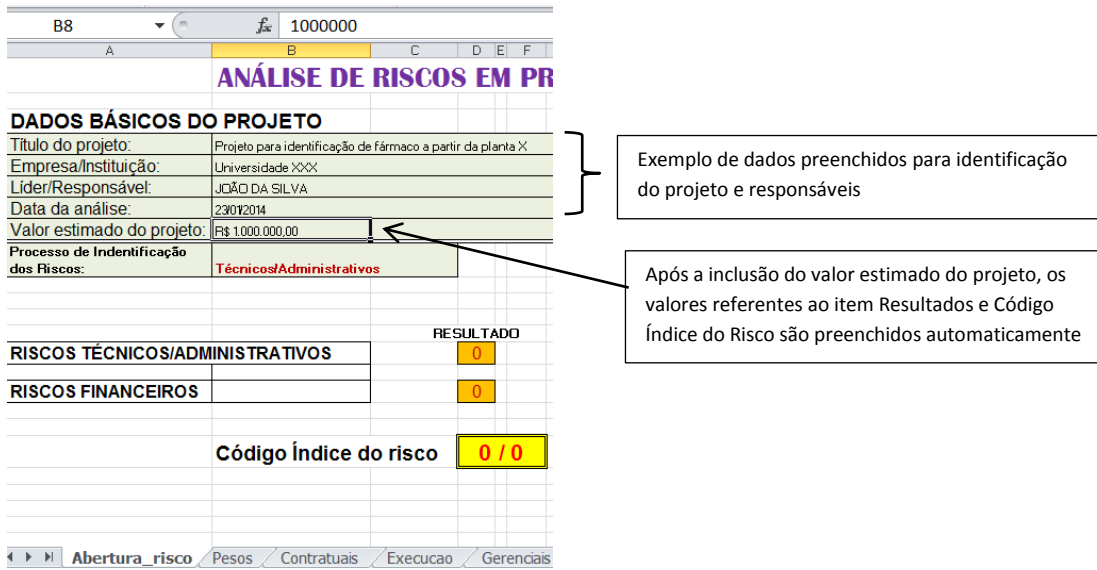 B8 fx 1000000
A B C D E F
ANÁLISE DE RISCOS EM PR
DADOS BÁSICOS DO PROJETO
Título do projeto: Projeto para identificação de fármaco a partir da planta X
Empresa/Instituição: Universidade XXX
Líder/Responsável: JOÃO DA SILVA
Data da análise: 23/01/2014
Valor estimado do projeto: R$ 1.000.000,00
Processo de Indentificação
dos Riscos: Técnicos/Administrativos
RESULTADO
RISCOS TÉCNICOS/ADMINISTRATIVOS 0
RISCOS FINANCEIROS 0
Código Índice do risco 0 / 0
Abertura_risco Pesos Contratuais Execucao Gerenciais
Exemplo de dados preenchidos para identificação
do projeto e responsáveis
Após a inclusão do valor estimado do projeto, os
valores referentes ao item Resultados e Código
Índice do Risco são preenchidos automaticamente